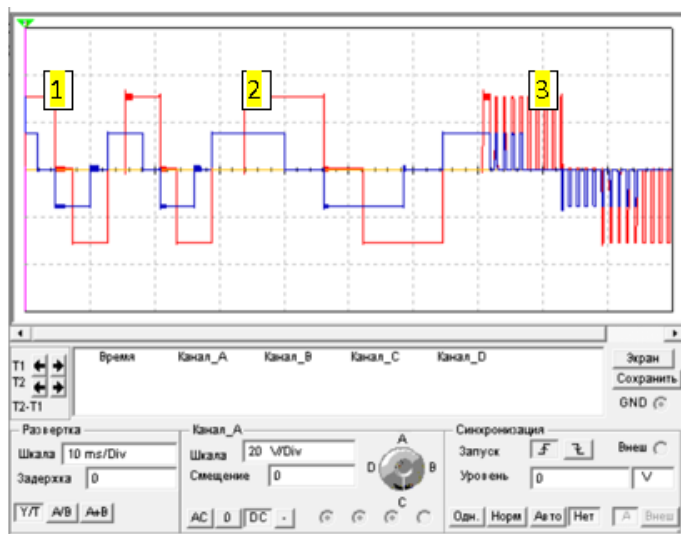 1 2 3
Время Канал_A Канал_B Канал_C Канал_D
T1
T2
T2-T1
Экран
Сохранить
GND
Развертка
Шкала 10 ms/Div
Задержка 0
Y/T A/B A+B
Канал_A
Шкала 20 V/Div
Смещение 0
AC 0 DC -
A
B
C
D
Синхронизация
Запуск Внеш
Уровень 0 V
Одн. Норм Авто Нет A Внеш